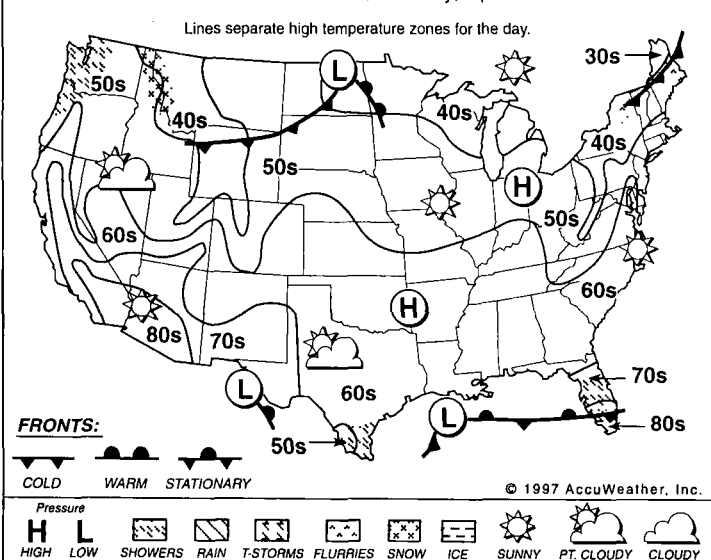 Lines separate high temperature zones for the day.
50s
40s
L
40s
30s
40s
50s
H
50s
60s
60s
H
80s
70s
60s
L
L
50s
70s
80s
FRONTS:
COLD WARM STATIONARY
© 1997 AccuWeather, Inc.
Pressure
H L
HIGH LOW SHOWERS RAIN T-STORMS FLURRIES SNOW ICE SUNNY PT. CLOUDY CLOUDY